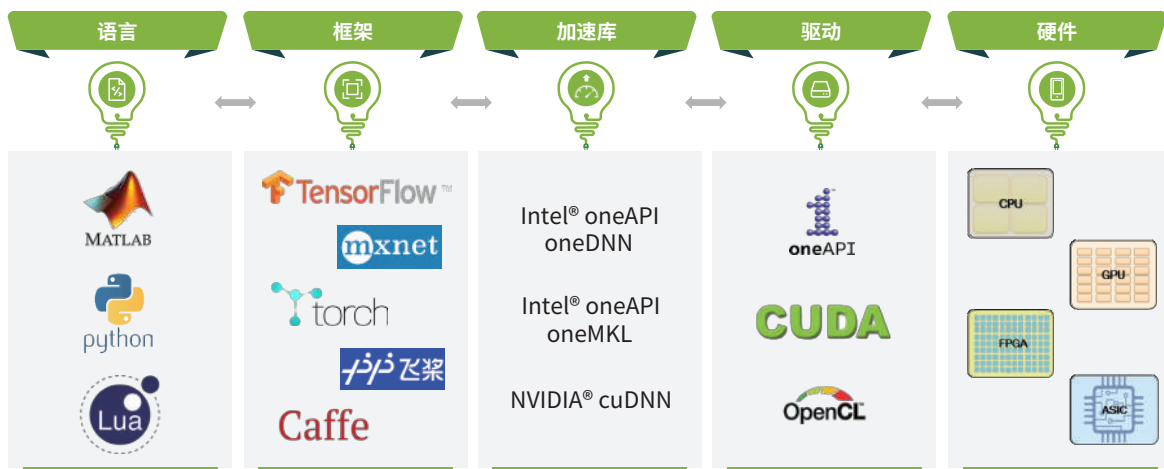 语言
框架
加速库
驱动
硬件
MATLAB
python
Lua
TensorFlow™
mxnet
torch
飞桨
Caffe
Intel® oneAPI
oneDNN
Intel® oneAPI
oneMKL
NVIDIA® cuDNN
oneAPI
CUDA
OpenCL
CPU
GPU
FPGA
ASIC